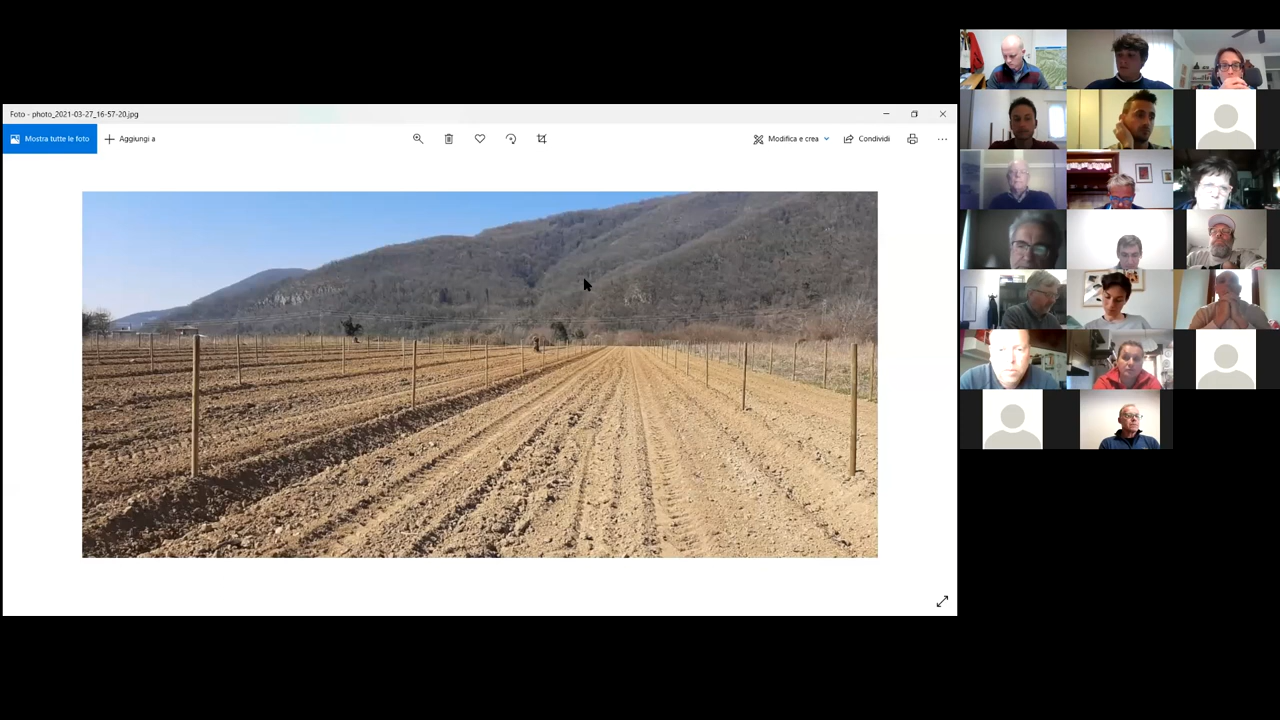 Foto - photo_2021-03-27_16-57-20.jpg
Mostra tutte le foto
Aggiungi a
Modifica e crea
Condividi